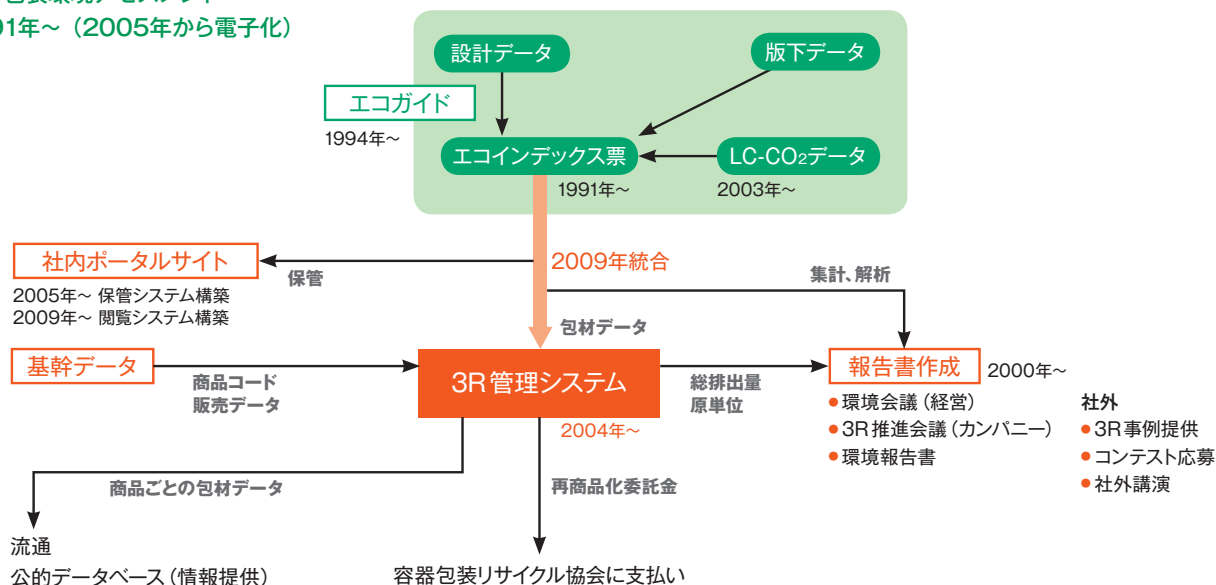 91年～（2005年から電子化）
設計データ
版下データ
エコガイド
1994年～
エコインデックス票
LC-CO2データ
1991年～
2003年～
社内ポータルサイト
保管
2009年統合
集計、解析
2005年～ 保管システム構築
2009年～ 閲覧システム構築
包材データ
基幹データ
商品コード
販売データ
3R管理システム
2004年～
総排出量
原単位
報告書作成
2000年～
●環境会議（経営）
●3R推進会議（カンパニー）
●環境報告書
社外
●3R事例提供
●コンテスト応募
●社外講演
商品ごとの包材データ
再商品化委託金
流通
公的データベース（情報提供）
容器包装リサイクル協会に支払い